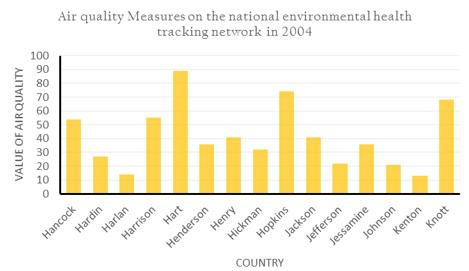 Air quality Measures on the national environmental health
tracking network in 2004
VALUE OF AIR QUALITY
100
90
80
70
60
50
40
30
20
10
0
Hancock
Hardin
Harlan
Harrison
Hart
Henderson
Henry
Hickman
Hopkins
Jackson
Jefferson
Jessamine
Johnson
Kenton
Knott
COUNTRY